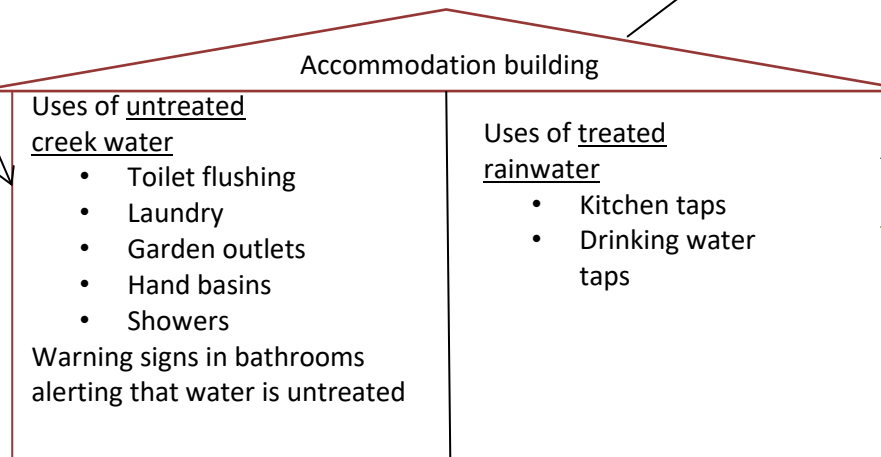 Accommodation building
Uses of untreated
creek water
• Toilet flushing
• Laundry
• Garden outlets
• Hand basins
• Showers
Warning signs in bathrooms
alerting that water is untreated
Uses of treated
rainwater
• Kitchen taps
• Drinking water
taps